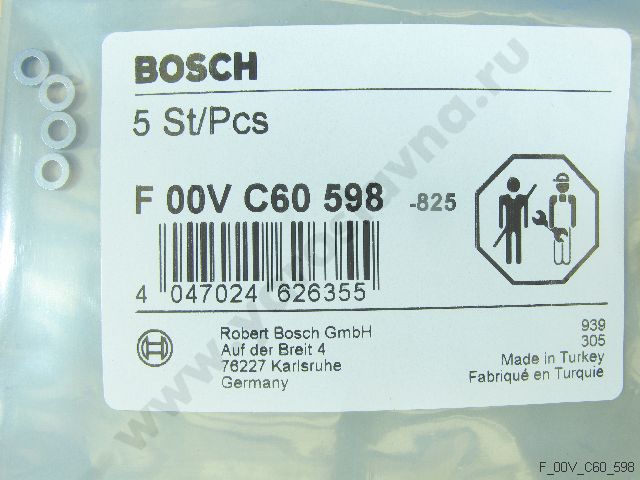 BOSCH
5 St/Pcs
F 00V C60 598 -825
4 047024 626355
Robert Bosch GmbH
Auf der Breit 4
76227 Karlsruhe
Germany
939
305
Made in Turkey
Fabriqué en Turquie
F_00V_C60_598